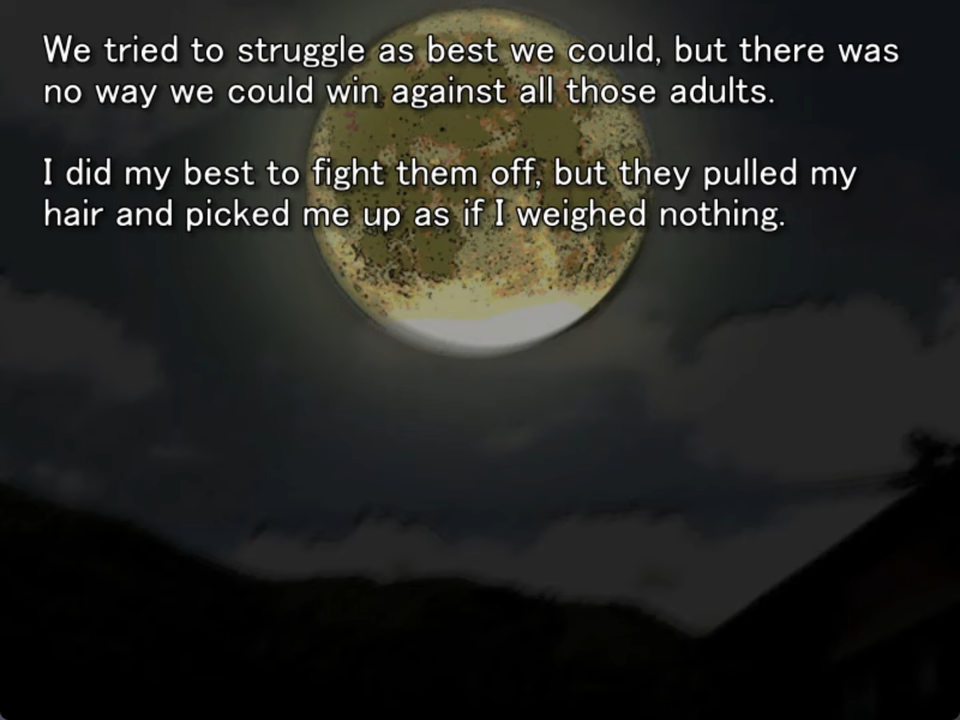 We tried to struggle as best we could, but there was
no way we could win against all those adults.
I did my best to fight them off, but they pulled my
hair and picked me up as if I weighed nothing.